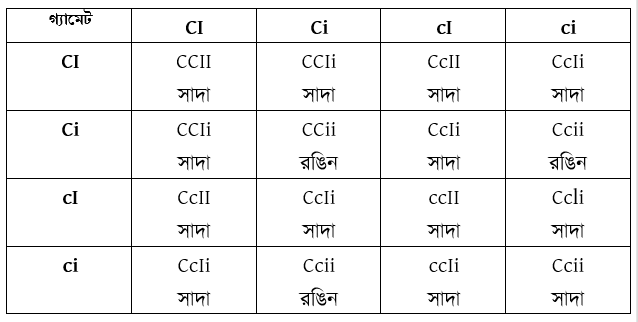 গ্যামেট CI Ci cI ci
CI CCII CCIi CcII CcIi
সাদা সাদা সাদা সাদা
Ci CCIi CCii CcIi Ccii
সাদা রঙিন সাদা রঙিন
cI CcII CcIi ccII Ccli
সাদা সাদা সাদা সাদা
ci CcIi Ccii ccIi Ccii
সাদা রঙিন সাদা সাদা